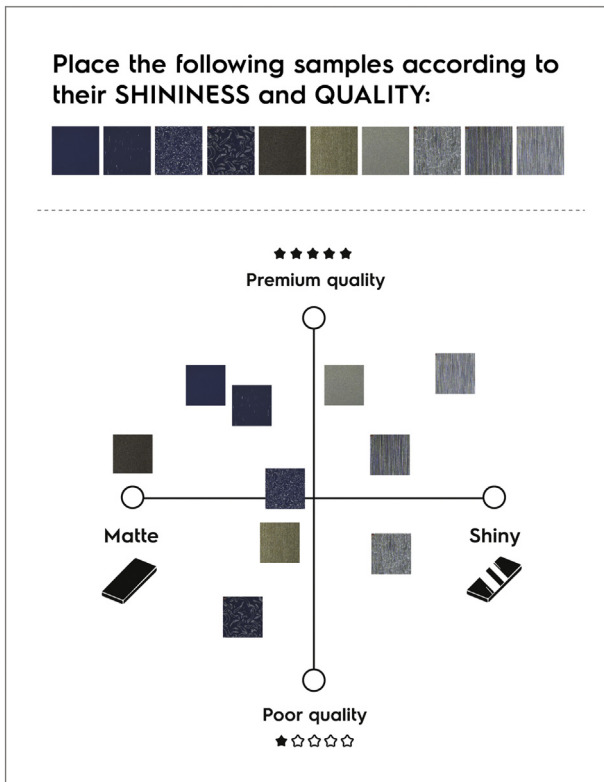 Place the following samples according to
their SHININESS and QUALITY:
Premium quality
Matte
Shiny
Poor quality